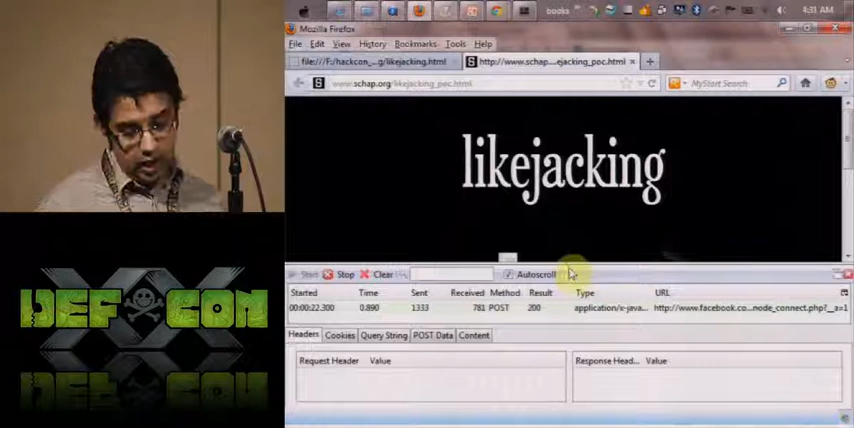 books
4:31 AM
Mozilla Firefox
File Edit View History Bookmarks Tools Help
file:///F:/hackcon_...g/likejacking.html
http://www.schap....ejacking_poc.html
www.schap.org/likejacking_poc.html
MyStart Search
likejacking
Start Stop Clear Autoscroll
Started Time Sent Received Method Result Type URL
00:00:22.300 0.890 1333 781 POST 200 application/x-java... http://www.facebook.co...node_connect.php?__a=1
Headers Cookies Query String POST Data Content
Request Header Value Response Head... Value
XX
DEF CON